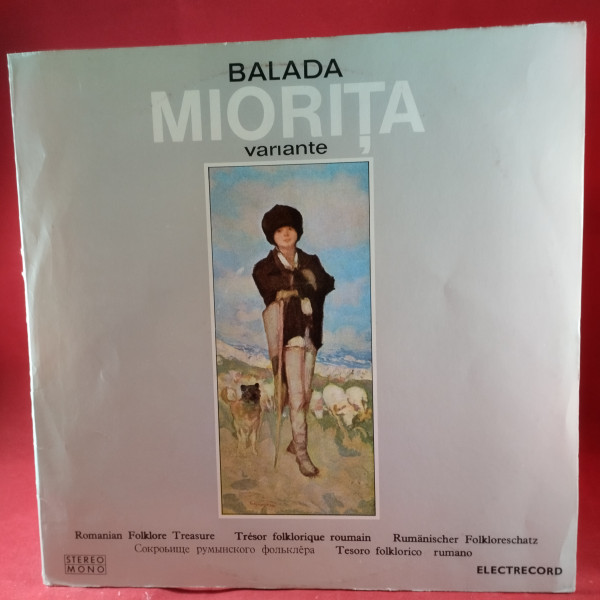 BALADA
MIORIȚA
variante
Romanian Folklore Treasure Trésor folklorique roumain Rumänischer Folkloreschatz
Сокровище румынского фольклёра Tesoro folklorico rumano
STEREO
MONO
ELECTRECORD